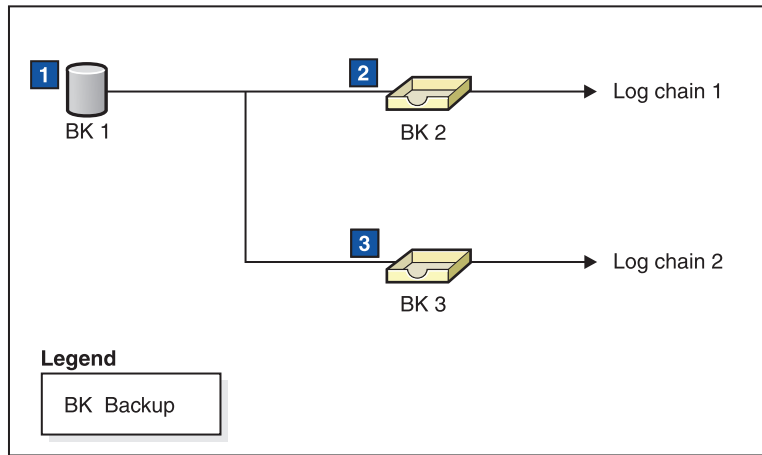 1
BK 1
2
BK 2
Log chain 1
3
BK 3
Log chain 2
Legend
BK Backup